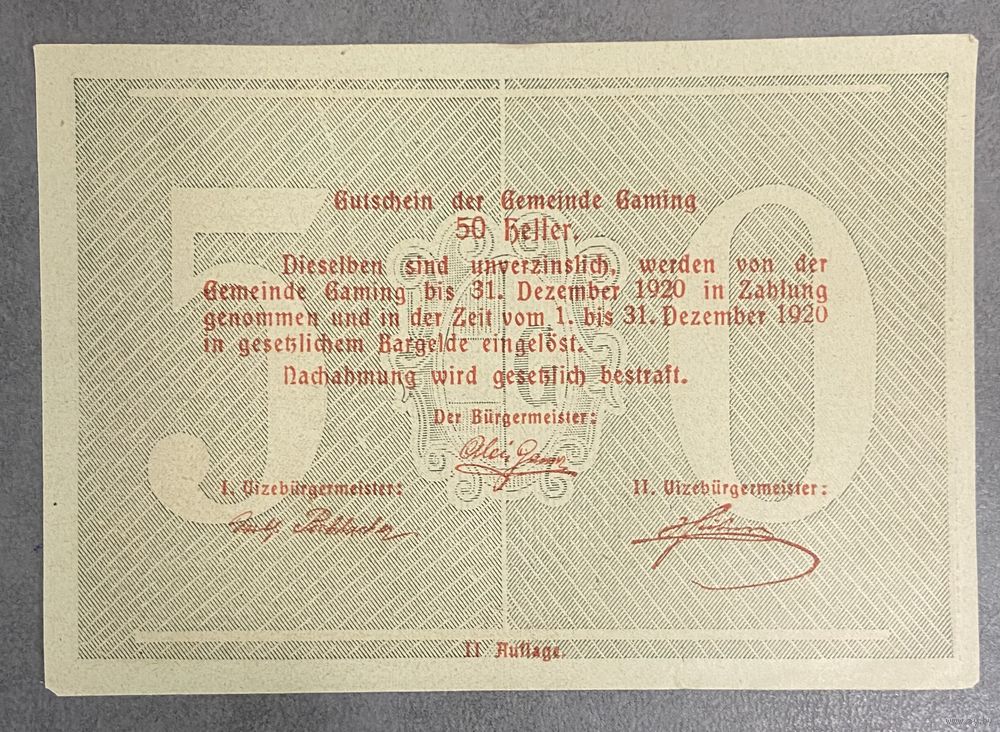 50
Gutschein der Gemeinde Gaming
50 Heller.
Dieselben sind unverzinslich, werden von der
Gemeinde Gaming bis 31. Dezember 1920 in Zahlung
genommen und in der Zeit vom 1. bis 31. Dezember 1920
in gesetzlichem Bargelde eingelöst.
Nachahmung wird gesetzlich bestraft.
Der Bürgermeister:
I. Vizebürgermeister:
II. Vizebürgermeister:
II Auflage.